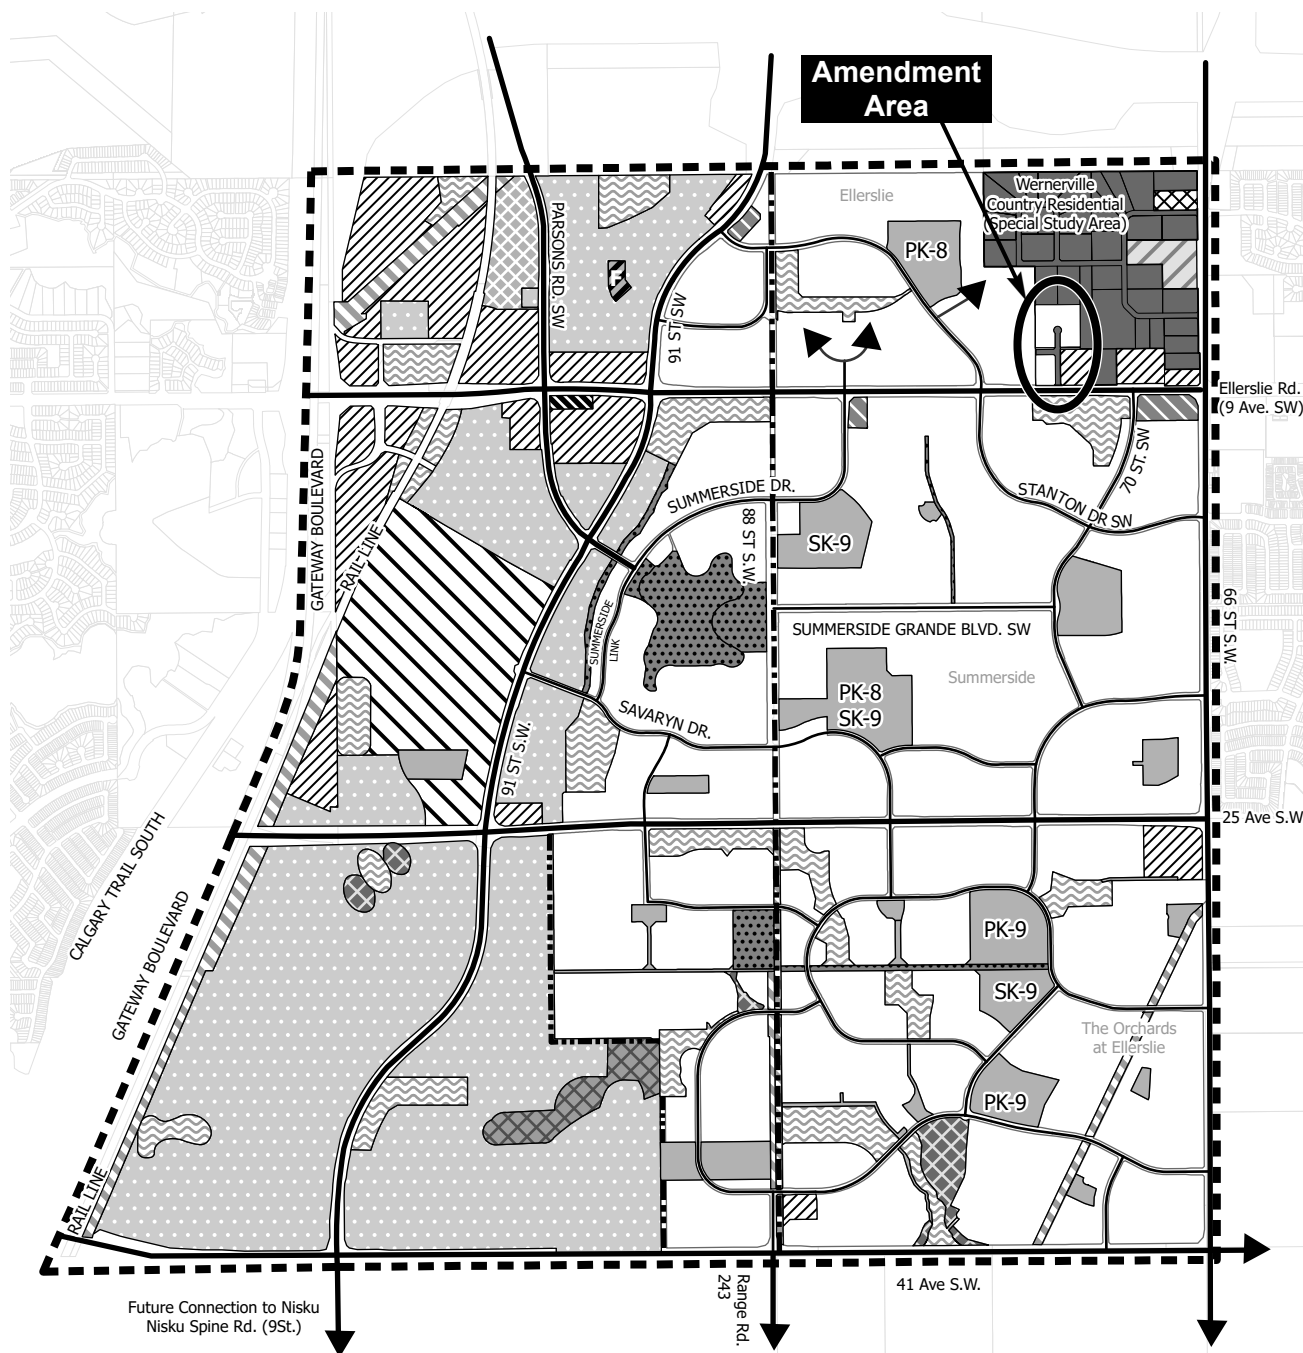 Amendment
Area
Ellerslie
Wernerville
Country Residential
(Special Study Area)
PK-8
PARSONS RD. SW
F
91 ST SW
Ellerslie Rd.
(9 Ave. SW)
GATEWAY BOULEVARD
RAIL LINE
SUMMERSIDE DR.
88 ST S.W.
SK-9
STANTON DR SW
70 ST. SW
66 ST S.W.
SUMMERSIDE
LINK
SUMMERSIDE GRANDE BLVD. SW
Summerside
PK-8
SK-9
SAVARYN DR.
91 ST S.W.
25 Ave S.W.
CALGARY TRAIL SOUTH
GATEWAY BOULEVARD
PK-9
SK-9
The Orchards
at Ellerslie
PK-9
RAIL LINE
41 Ave S.W.
Range Rd.
243
Future Connection to Nisku
Nisku Spine Rd. (9St.)